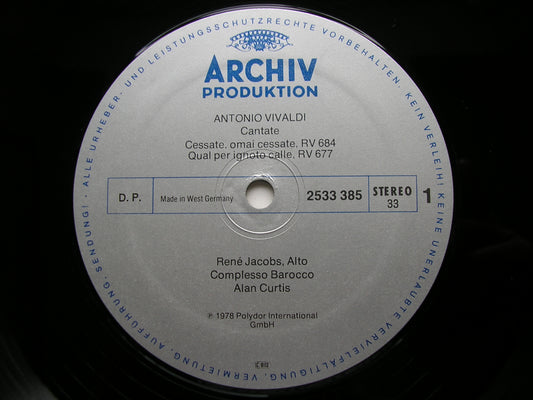 ALLE URHEBER- UND LEISTUNGSSCHUTZRECHTE VORBEHALTEN. KEIN VERLEIH! KEINE UNERLAUBTE VERVIELFÄLTIGUNG, VERMIETUNG, AUFFÜHRUNG, SENDUNG!
ARCHIV
PRODUKTION
ANTONIO VIVALDI
Cantate
Cessate, omai cessate, RV 684
Qual per ignoto calle, RV 677
D. P. Made in West Germany 2533 385 STEREO 1
33
René Jacobs, Alto
Complesso Barocco
Alan Curtis
℗ 1978 Polydor International
GmbH